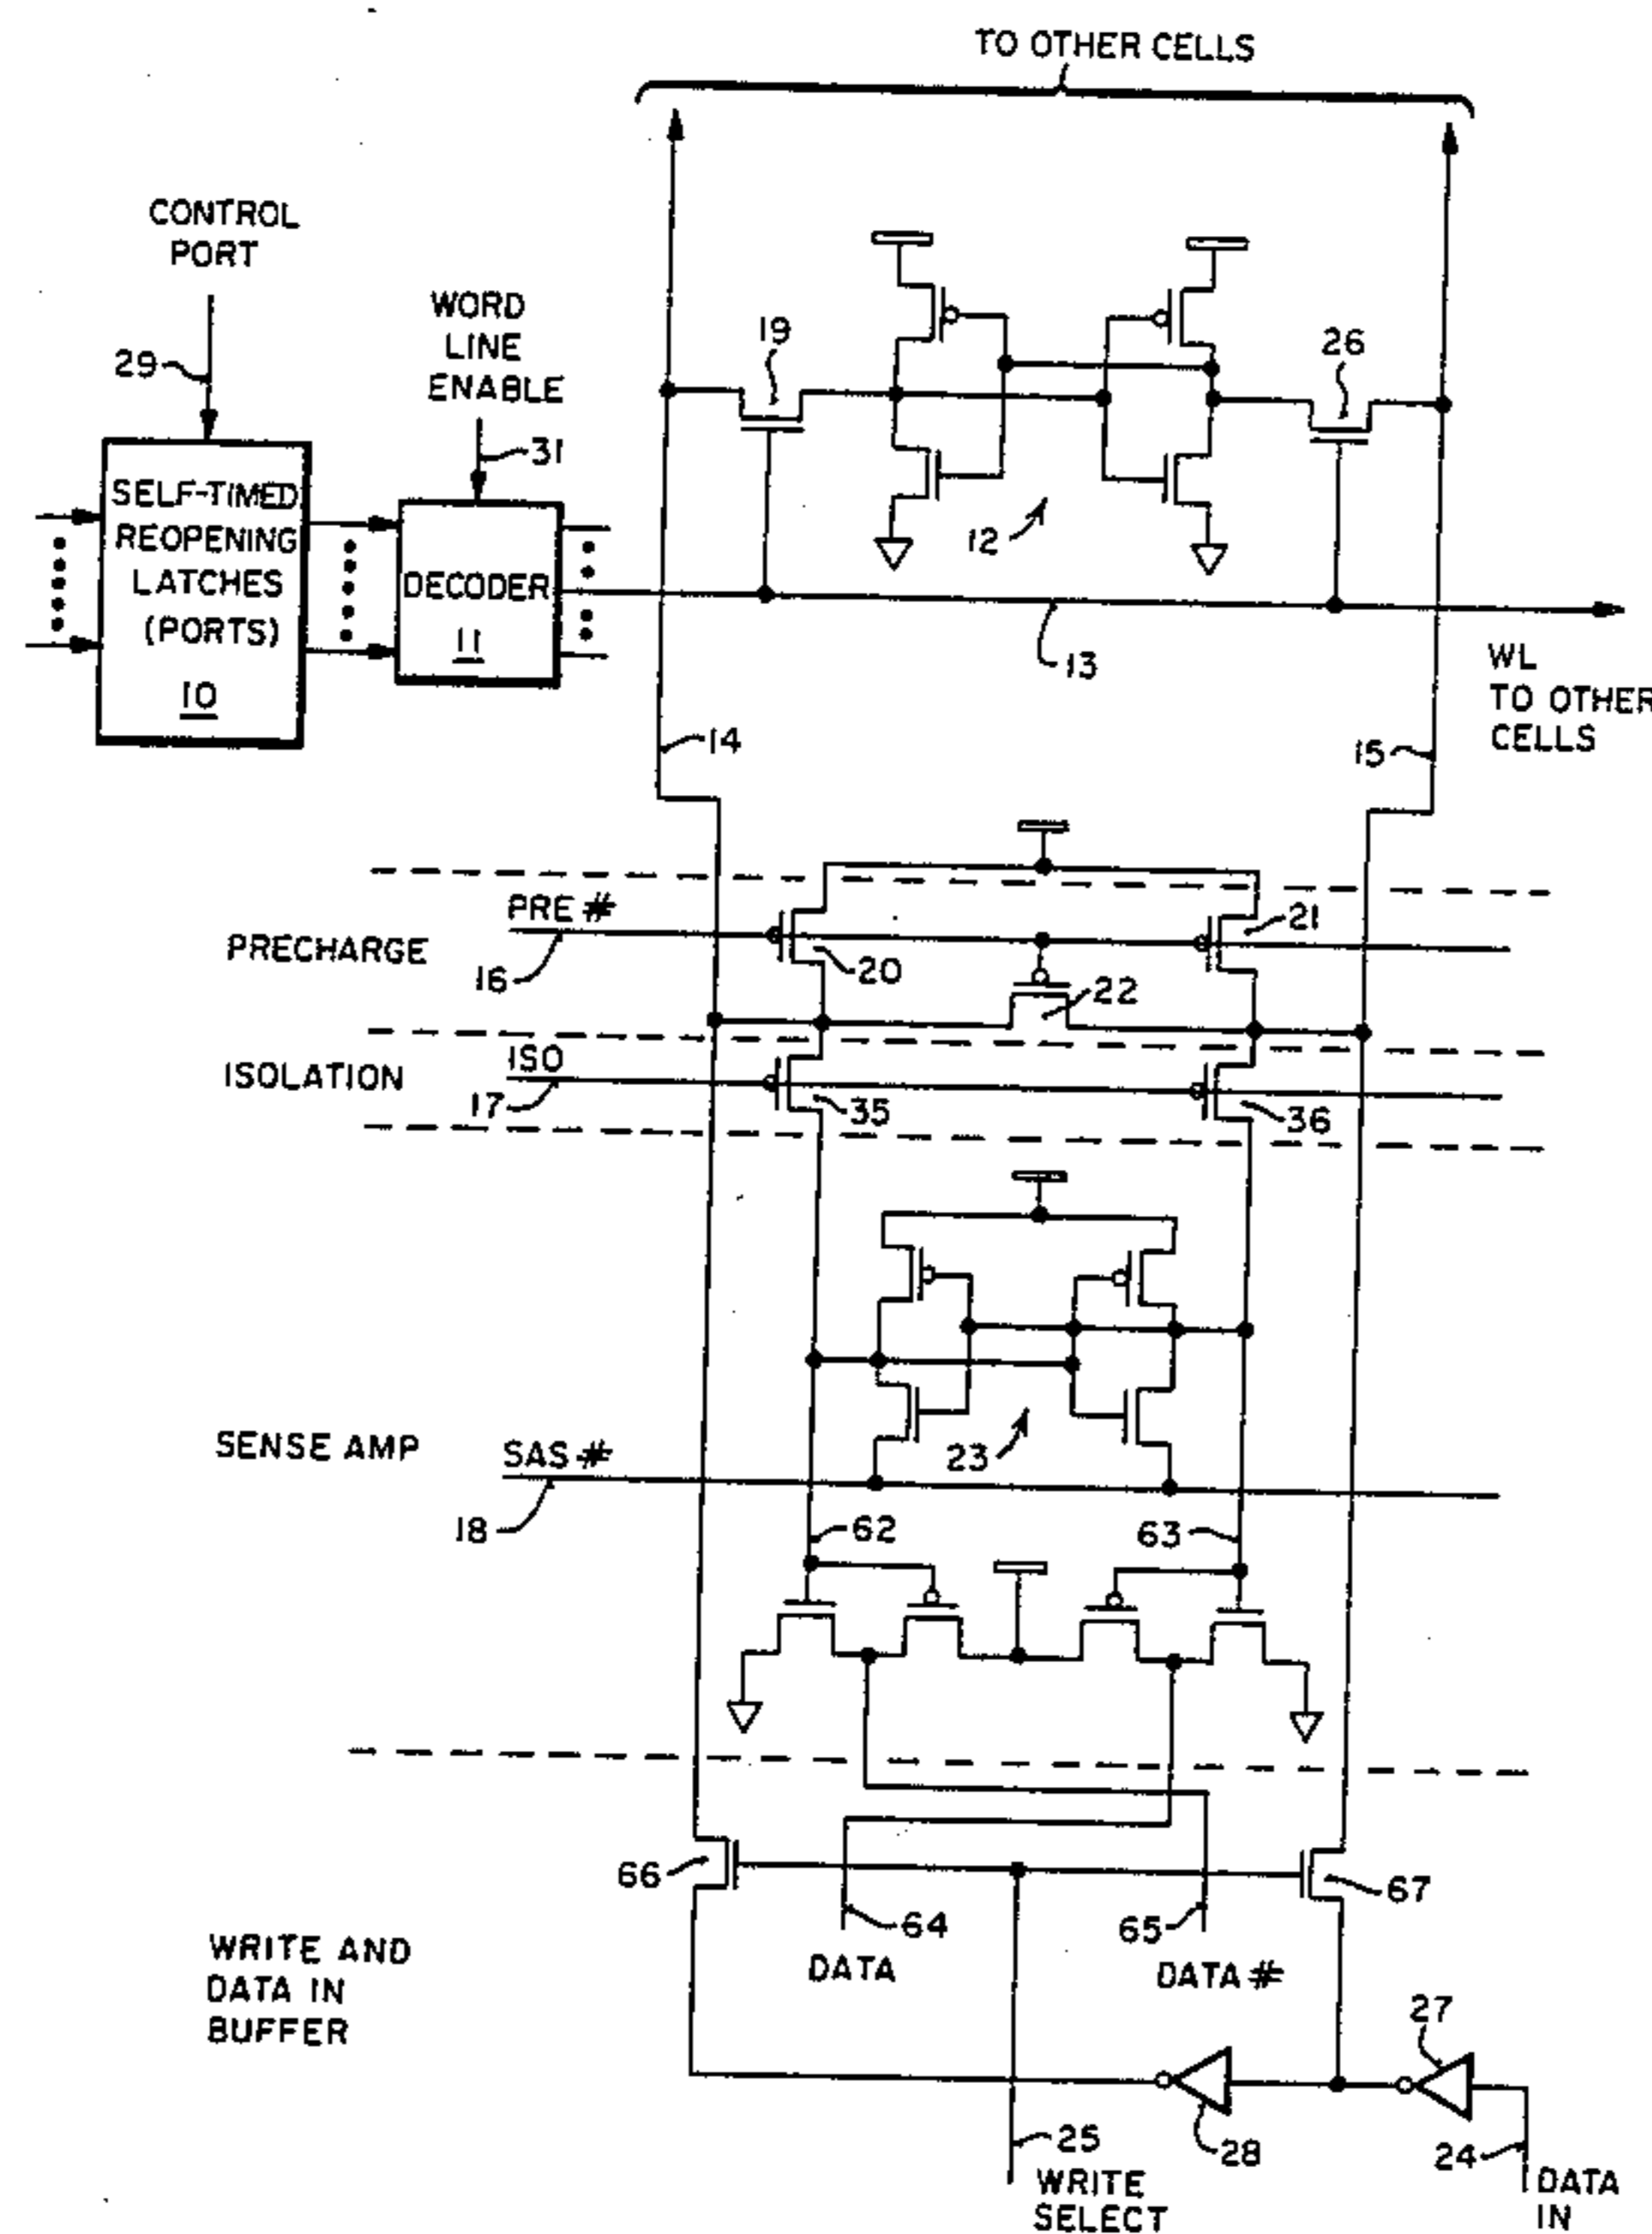 TO OTHER CELLS
CONTROL
PORT
29
WORD
LINE
ENABLE
31
19
26
SELF-TIMED
REOPENING
LATCHES
(PORTS)
10
DECODER
11
12
13
WL
TO OTHER
CELLS
14
15
PRECHARGE
PRE #
16
20
21
22
ISOLATION
ISO
17
35
36
SENSE AMP
SAS #
18
23
62
63
66
67
64
65
DATA
DATA #
WRITE AND
DATA IN
BUFFER
27
28
25
WRITE
SELECT
24
DATA
IN